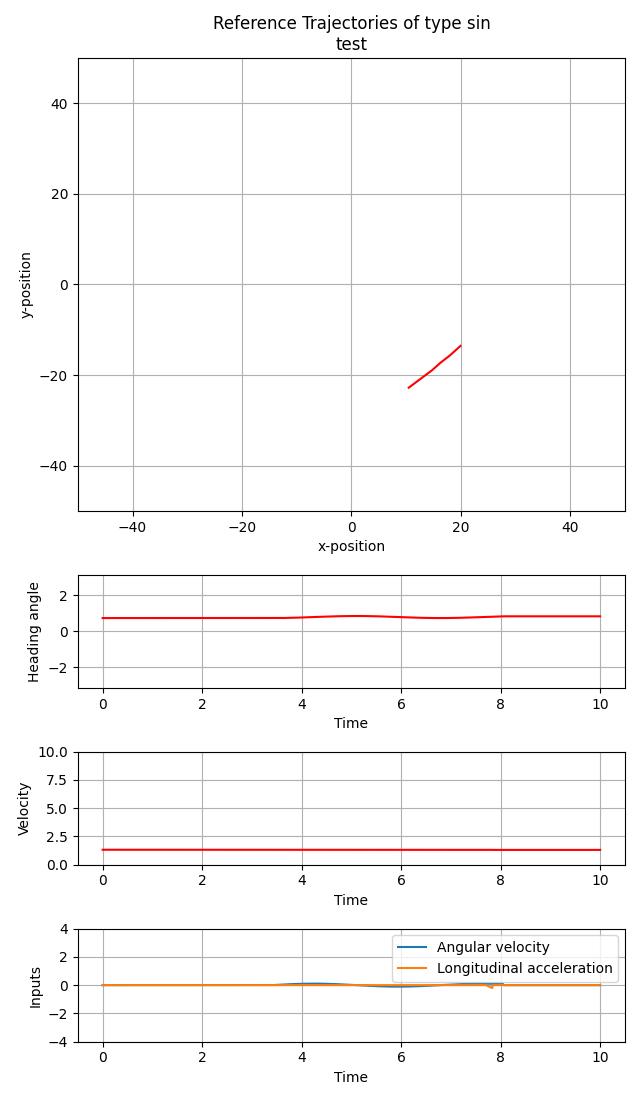 Reference Trajectories of type sin
test
40
20
0
−20
−40
y-position
−40 −20 0 20 40
x-position
2
0
−2
Heading angle
0 2 4 6 8 10
Time
10.0
7.5
5.0
2.5
0.0
Velocity
0 2 4 6 8 10
Time
4
2
0
−2
−4
Inputs
Angular velocity
Longitudinal acceleration
0 2 4 6 8 10
Time